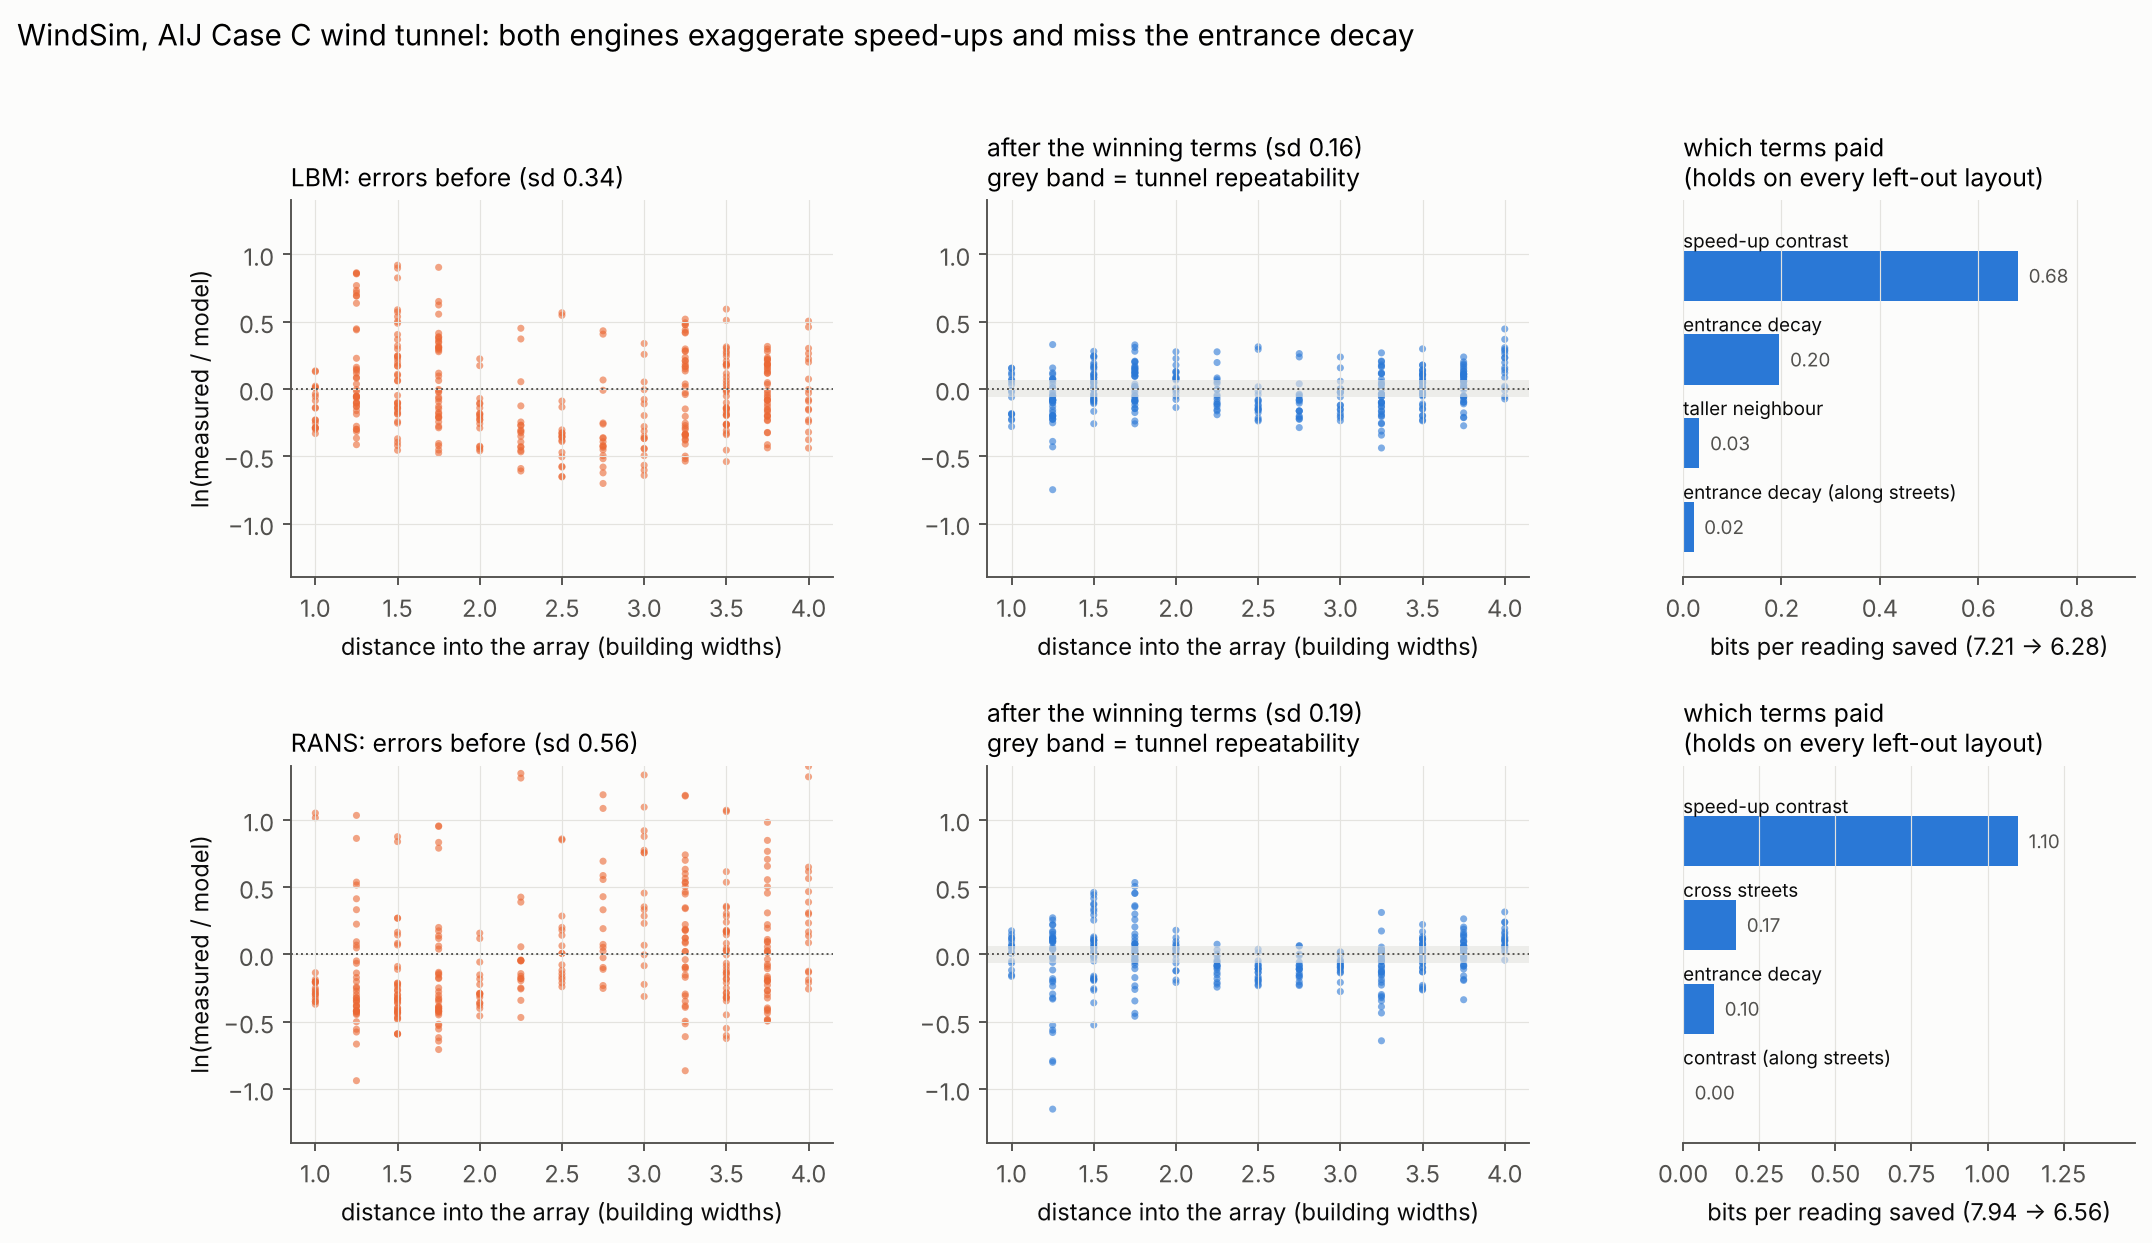 WindSim, AIJ Case C wind tunnel: both engines exaggerate speed-ups and miss the entrance decay
LBM: errors before (sd 0.34)
ln(measured / model)
1.0
0.5
0.0
−0.5
−1.0
1.0 1.5 2.0 2.5 3.0 3.5 4.0
distance into the array (building widths)
after the winning terms (sd 0.16)
grey band = tunnel repeatability
1.0
0.5
0.0
−0.5
−1.0
1.0 1.5 2.0 2.5 3.0 3.5 4.0
distance into the array (building widths)
which terms paid
(holds on every left-out layout)
speed-up contrast
0.68
entrance decay
0.20
taller neighbour
0.03
entrance decay (along streets)
0.02
0.0 0.2 0.4 0.6 0.8
bits per reading saved (7.21 → 6.28)
RANS: errors before (sd 0.56)
ln(measured / model)
1.0
0.5
0.0
−0.5
−1.0
1.0 1.5 2.0 2.5 3.0 3.5 4.0
distance into the array (building widths)
after the winning terms (sd 0.19)
grey band = tunnel repeatability
1.0
0.5
0.0
−0.5
−1.0
1.0 1.5 2.0 2.5 3.0 3.5 4.0
distance into the array (building widths)
which terms paid
(holds on every left-out layout)
speed-up contrast
1.10
cross streets
0.17
entrance decay
0.10
contrast (along streets)
0.00
0.00 0.25 0.50 0.75 1.00 1.25
bits per reading saved (7.94 → 6.56)